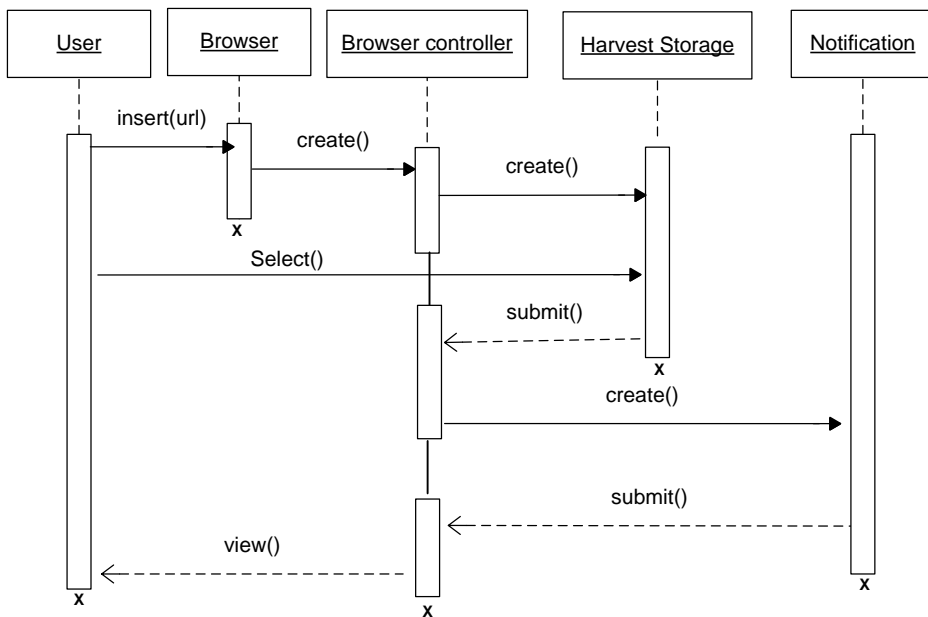 User
Browser
Browser controller
Harvest Storage
Notification
insert(url)
create()
create()
x
Select()
submit()
x
create()
submit()
view()
x
x
x